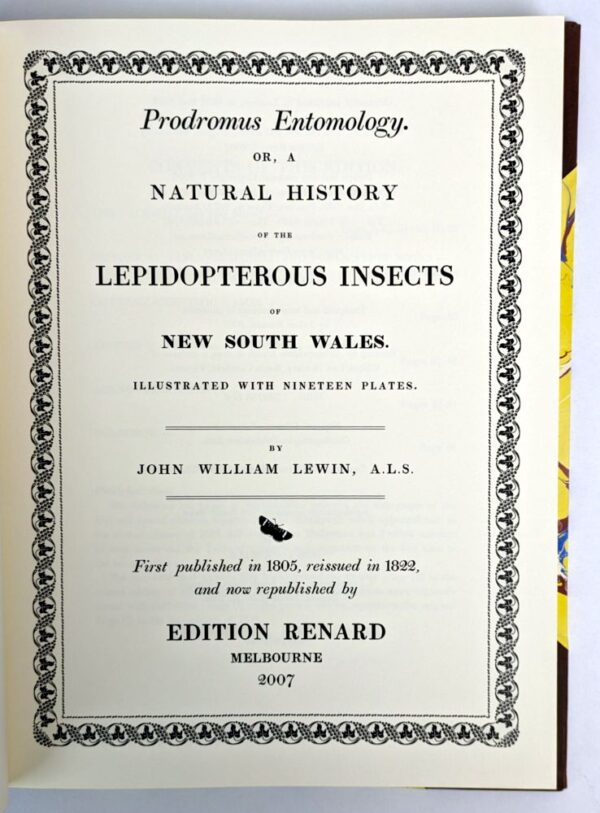 Prodromus Entomology.
OR, A
NATURAL HISTORY
OF THE
LEPIDOPTEROUS INSECTS
OF
NEW SOUTH WALES.
ILLUSTRATED WITH NINETEEN PLATES.
BY
JOHN WILLIAM LEWIN, A.L.S.
First published in 1805, reissued in 1822,
and now republished by
EDITION RENARD
MELBOURNE
2007